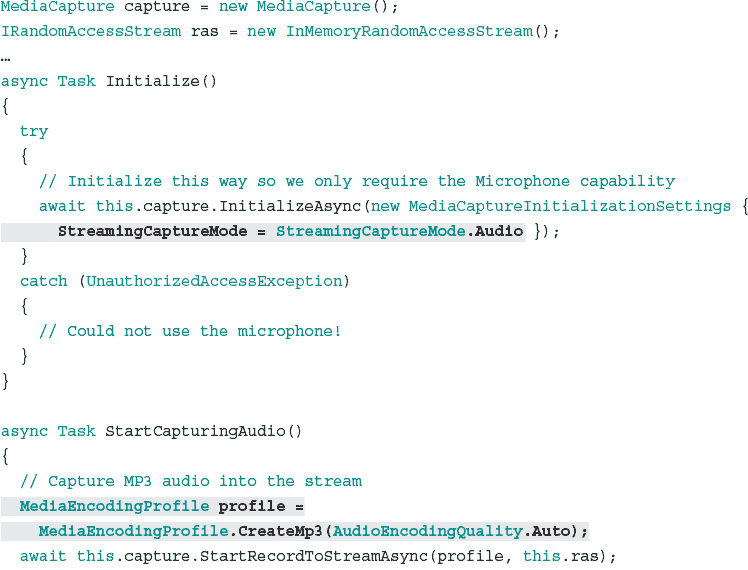 MediaCapture capture = new MediaCapture();
IRandomAccessStream ras = new InMemoryRandomAccessStream();
…
async Task Initialize()
{
  try
  {
    // Initialize this way so we only require the Microphone capability
    await this.capture.InitializeAsync(new MediaCaptureInitializationSettings {
      StreamingCaptureMode = StreamingCaptureMode.Audio });
  }
  catch (UnauthorizedAccessException)
  {
    // Could not use the microphone!
  }
}

async Task StartCapturingAudio()
{
  // Capture MP3 audio into the stream
  MediaEncodingProfile profile =
    MediaEncodingProfile.CreateMp3(AudioEncodingQuality.Auto);
  await this.capture.StartRecordToStreamAsync(profile, this.ras);